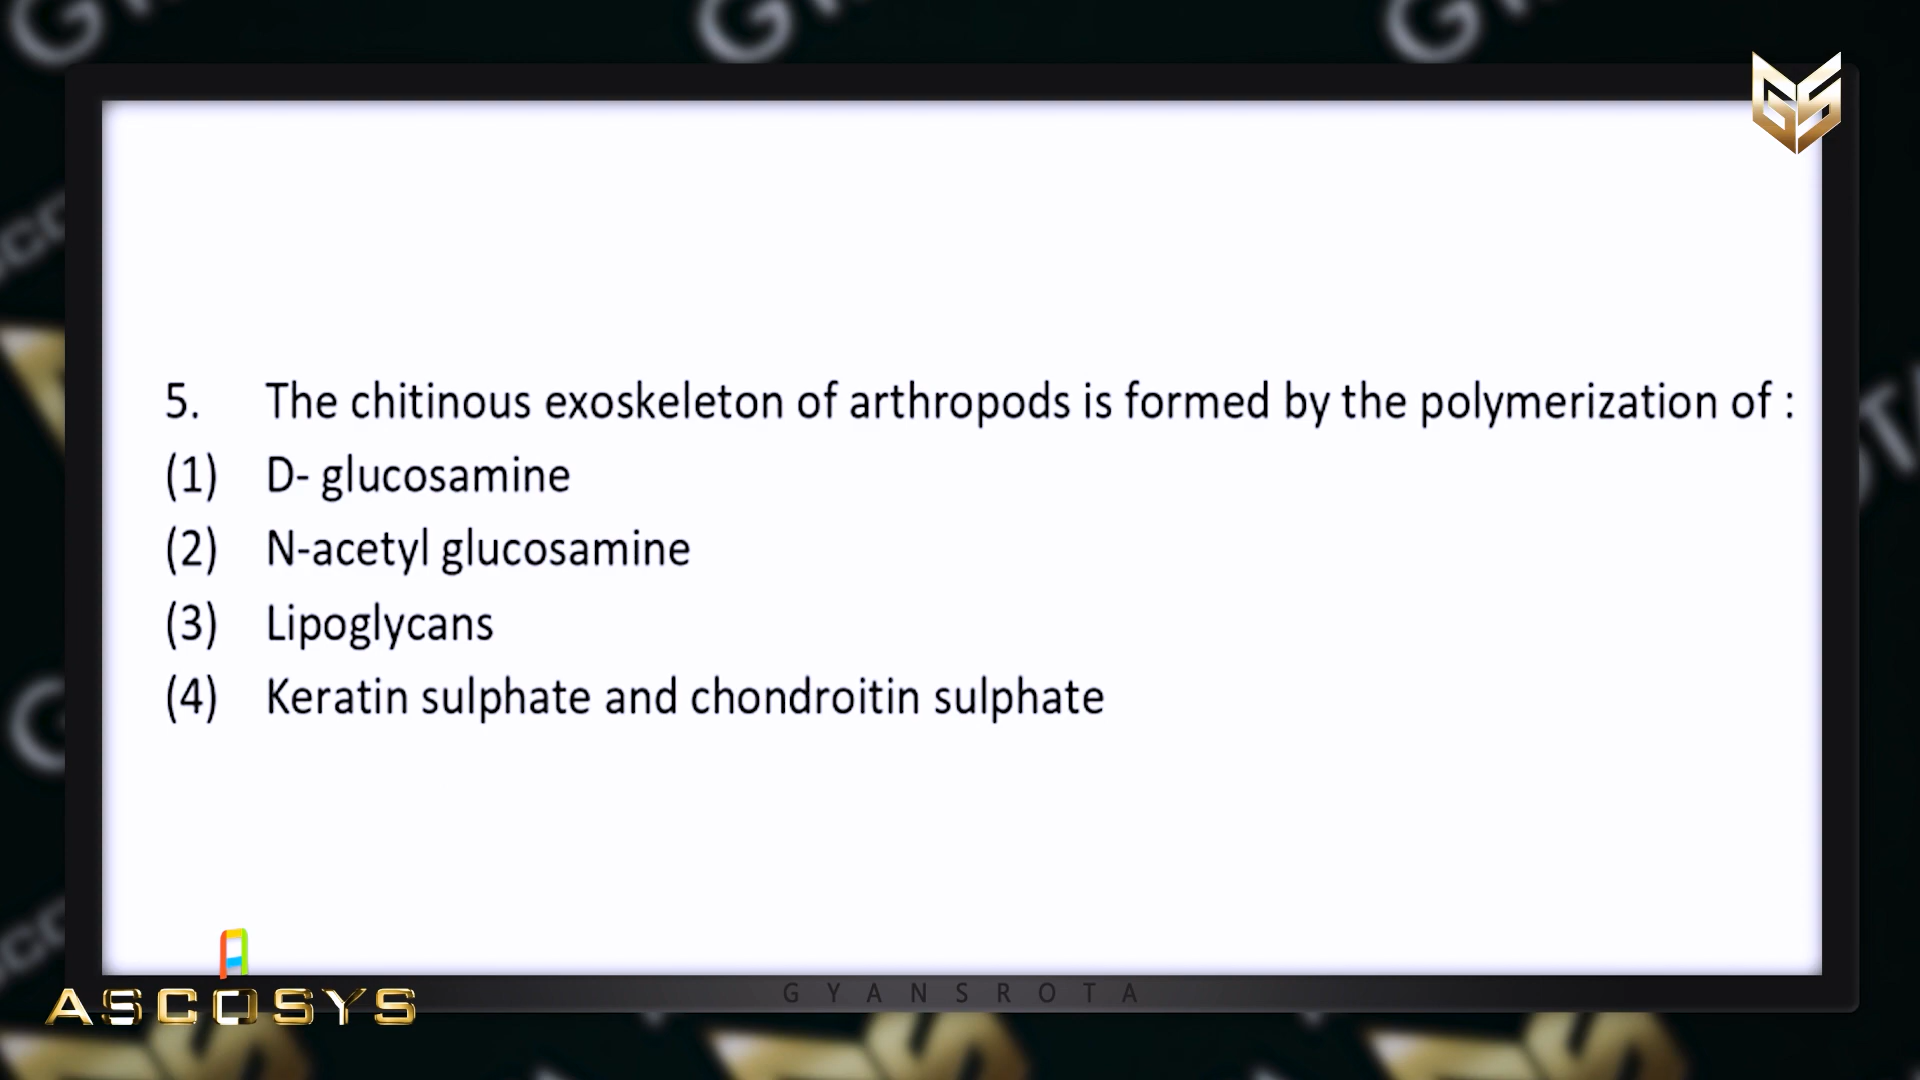 5. The chitinous exoskeleton of arthropods is formed by the polymerization of :
(1) D- glucosamine
(2) N-acetyl glucosamine
(3) Lipoglycans
(4) Keratin sulphate and chondroitin sulphate
ASCOSYS
GYANSROTA